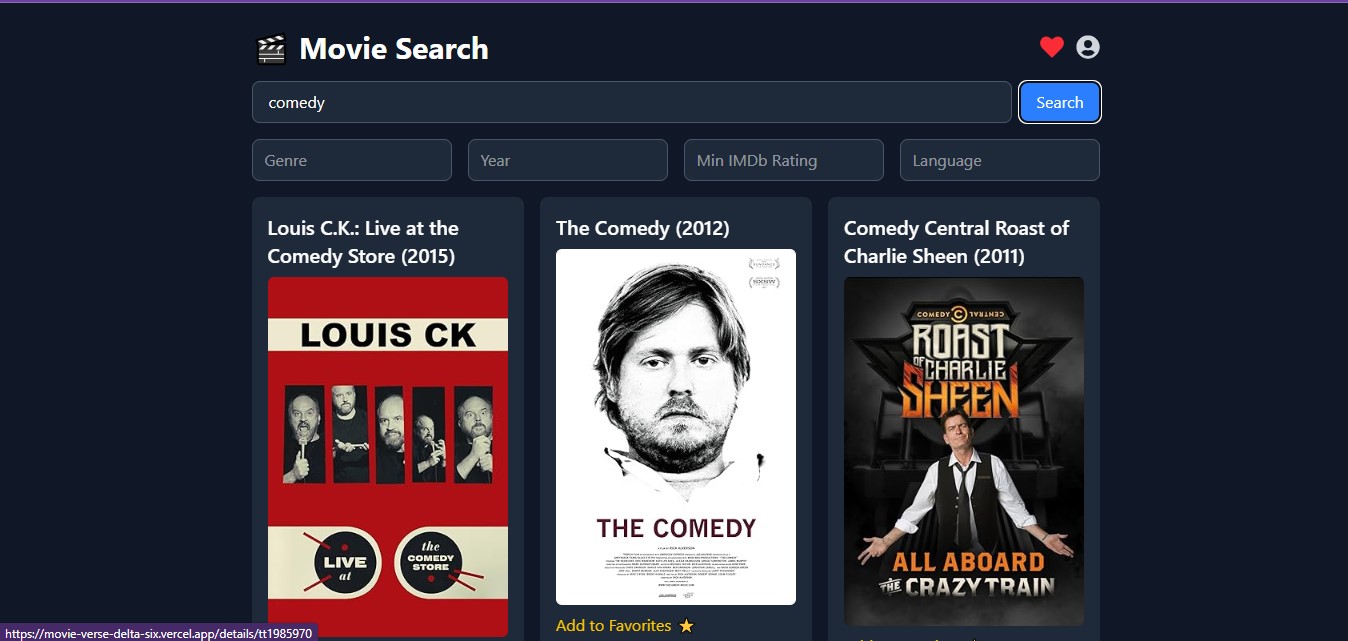 Movie Search
comedy
Search
Genre
Year
Min IMDb Rating
Language
Louis C.K.: Live at the
Comedy Store (2015)
LOUIS CK
LIVE
at
the
COMEDY
STORE
The Comedy (2012)
SUNDANCE
SXSW
THE COMEDY
Add to Favorites
Comedy Central Roast of
Charlie Sheen (2011)
COMEDY CENTRAL
ROAST
OF CHARLIE
SHEEN
ALL ABOARD
THE CRAZY TRAIN
https://movie-verse-delta-six.vercel.app/details/tt1985970